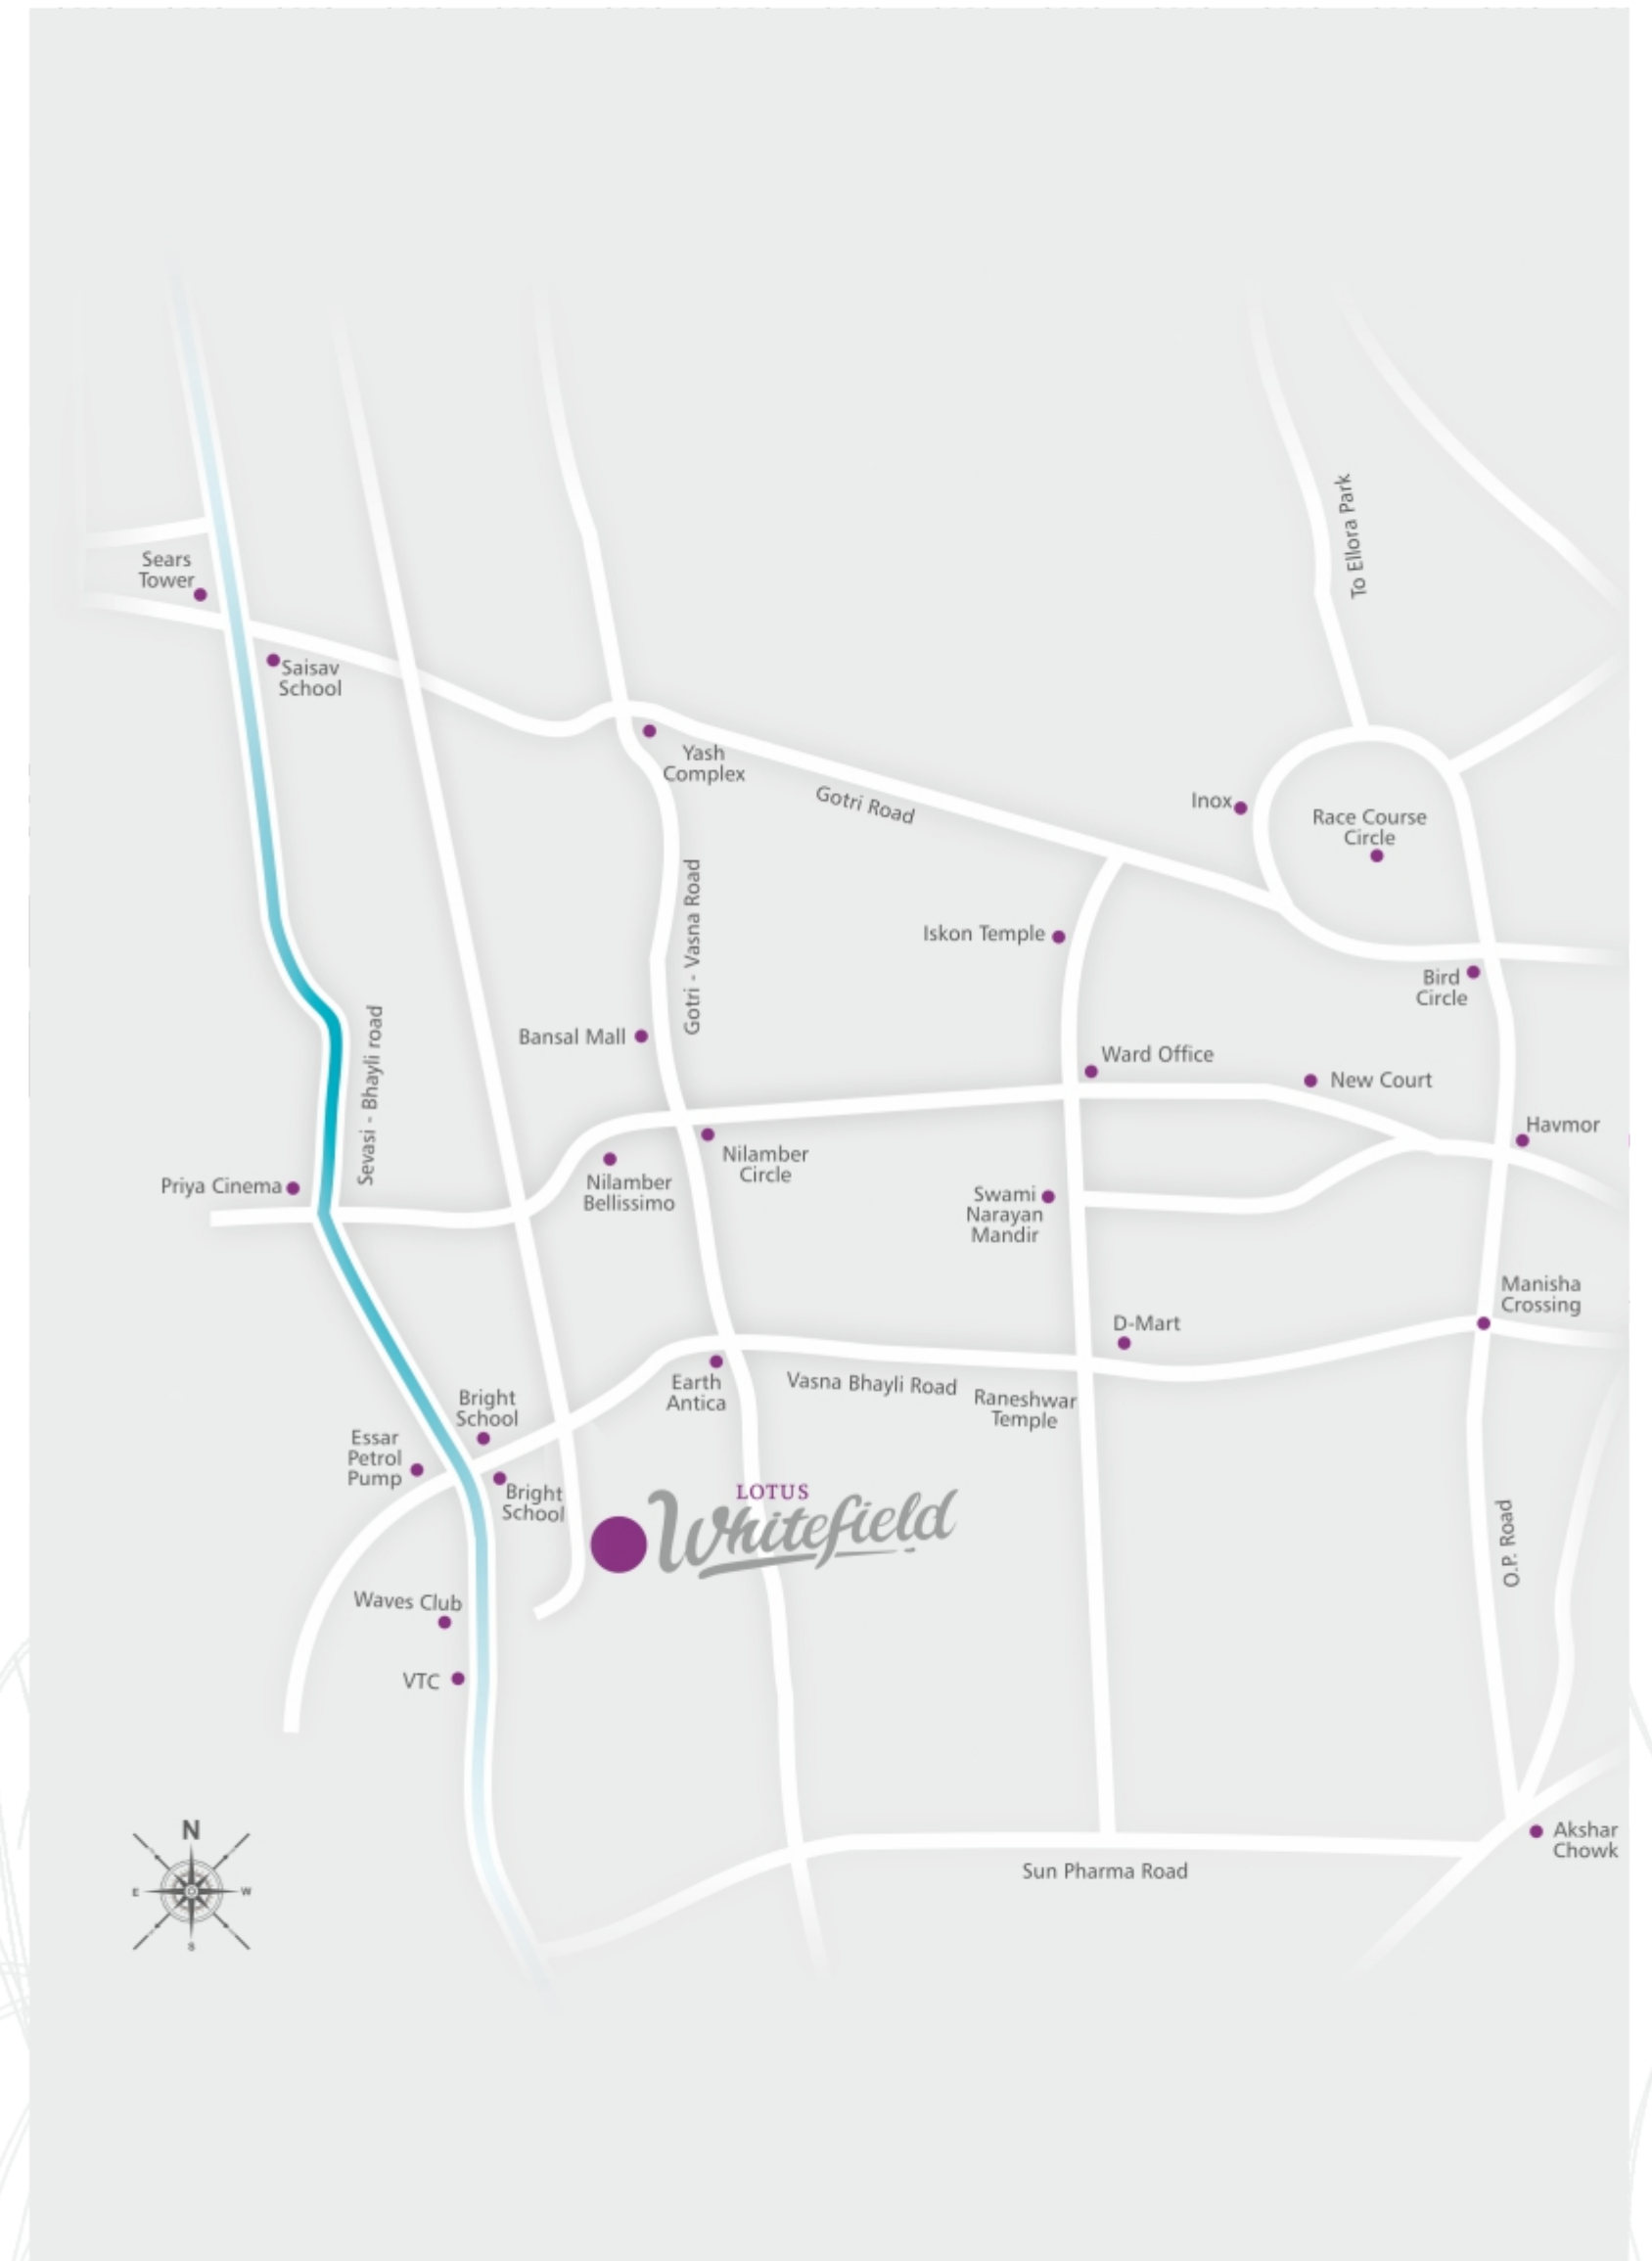 To Ellora Park
Sears
Tower
Saisav
School
Yash
Complex
Gotri Road
Inox
Race Course
Circle
Gotri - Vasna Road
Iskon Temple
Bird
Circle
Sevasi - Bhayli road
Bansal Mall
Ward Office
New Court
Havmor
Nilamber
Circle
Priya Cinema
Nilamber
Bellissimo
Swami
Narayan
Mandir
Manisha
Crossing
D-Mart
Earth
Antica
Vasna Bhayli Road
Raneshwar
Temple
Bright
School
Essar
Petrol
Pump
Bright
School
LOTUS
Whitefield
O.P. Road
Waves Club
VTC
N
E
W
S
Akshar
Chowk
Sun Pharma Road